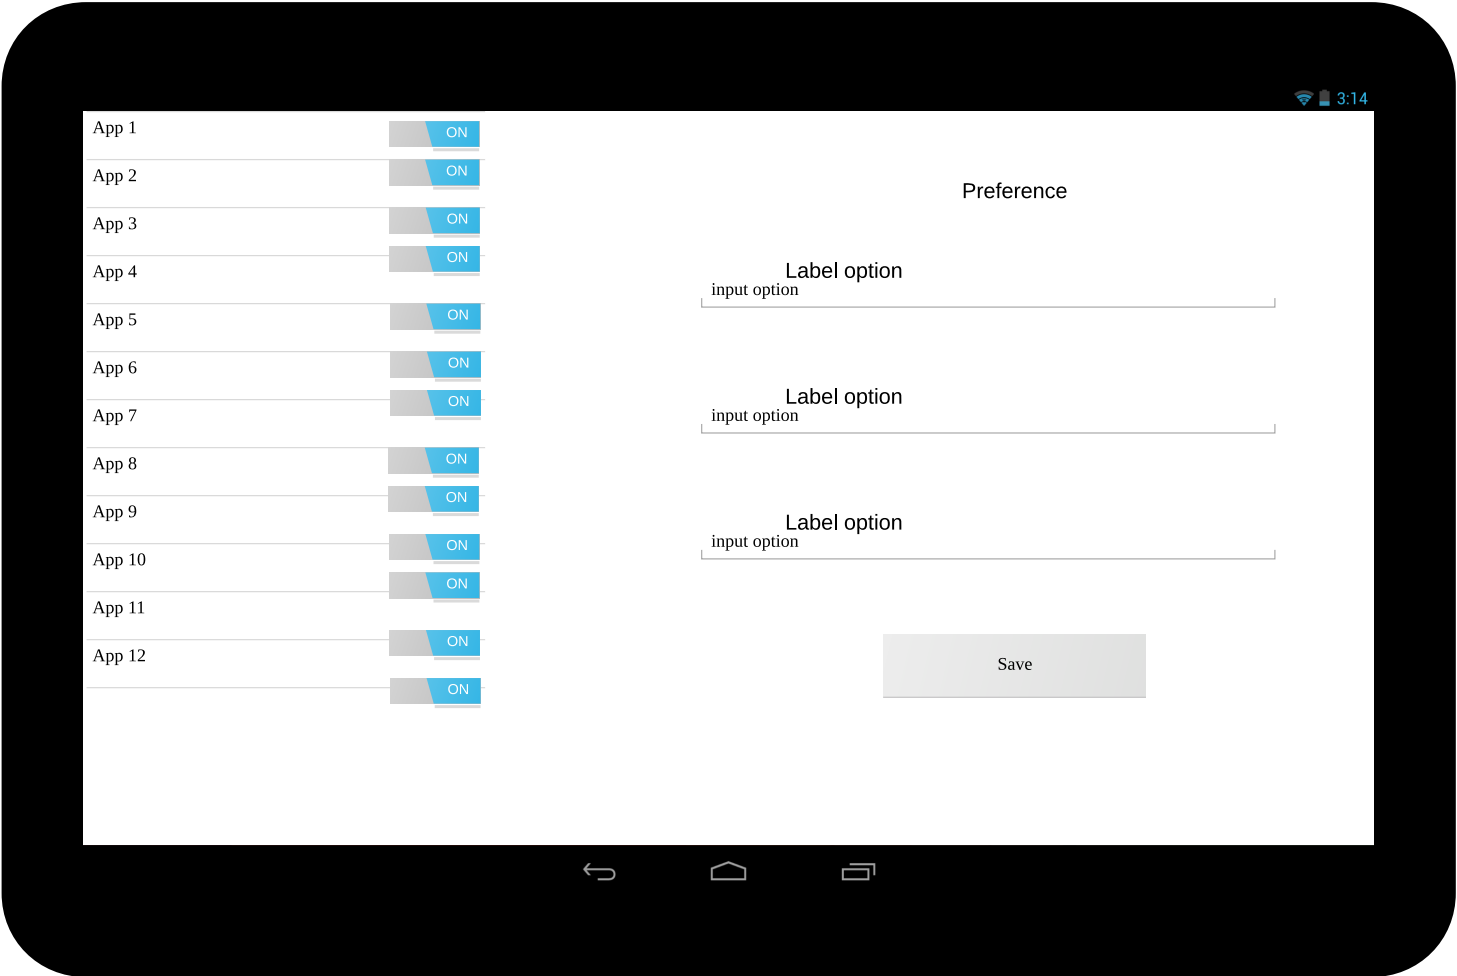 3:14
App 1 ON
App 2 ON
App 3 ON
App 4 ON
App 5 ON
App 6 ON
App 7 ON
App 8 ON
App 9 ON
App 10 ON
App 11 ON
App 12 ON
ON
Preference
Label option
input option
Label option
input option
Label option
input option
Save